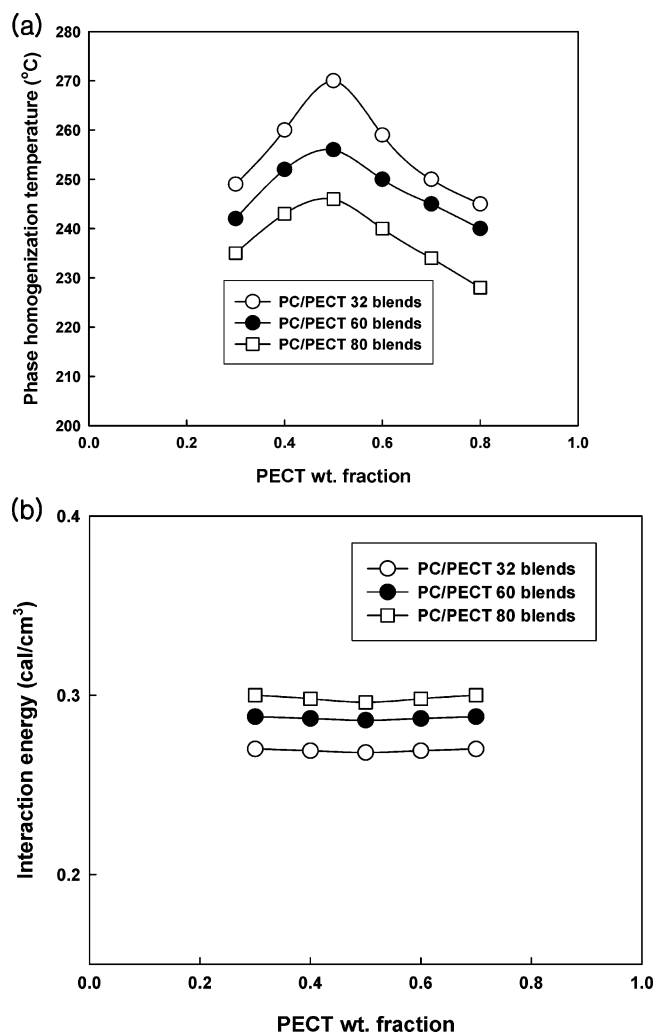 (a)
280
270
260
250
240
230
220
210
200
Phase homogenization temperature (°C)
PC/PECT 32 blends
PC/PECT 60 blends
PC/PECT 80 blends
0.0 0.2 0.4 0.6 0.8 1.0
PECT wt. fraction
(b)
0.4
0.3
0.2
Interaction energy (cal/cm³)
PC/PECT 32 blends
PC/PECT 60 blends
PC/PECT 80 blends
0.0 0.2 0.4 0.6 0.8 1.0
PECT wt. fraction